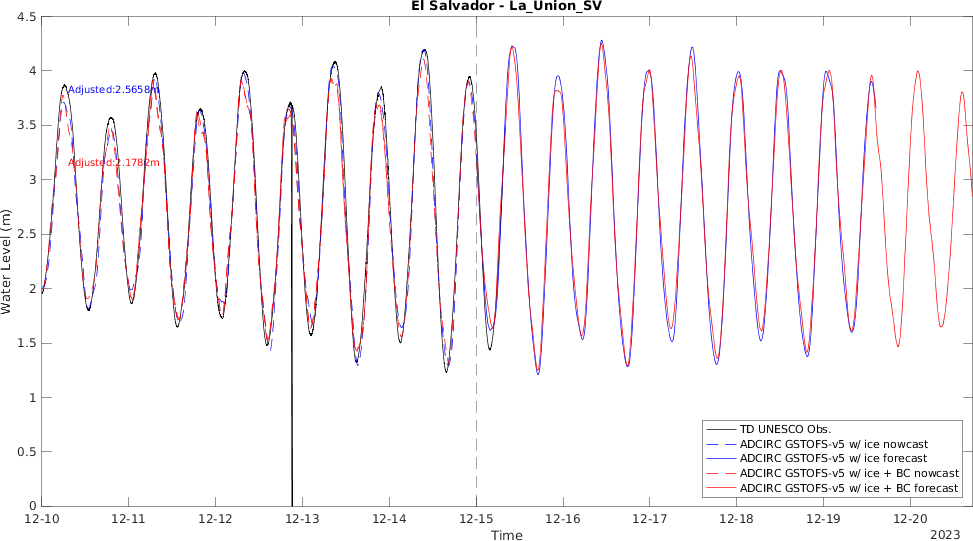 El Salvador - La_Union_SV
4.5
4
3.5
3
2.5
2
1.5
1
0.5
0
Water Level (m)
Adjusted:2.5658m
Adjusted:2.1782m
TD UNESCO Obs.
ADCIRC GSTOFS-v5 w/ ice nowcast
ADCIRC GSTOFS-v5 w/ ice forecast
ADCIRC GSTOFS-v5 w/ ice + BC nowcast
ADCIRC GSTOFS-v5 w/ ice + BC forecast
12-10 12-11 12-12 12-13 12-14 12-15 12-16 12-17 12-18 12-19 12-20
Time
2023